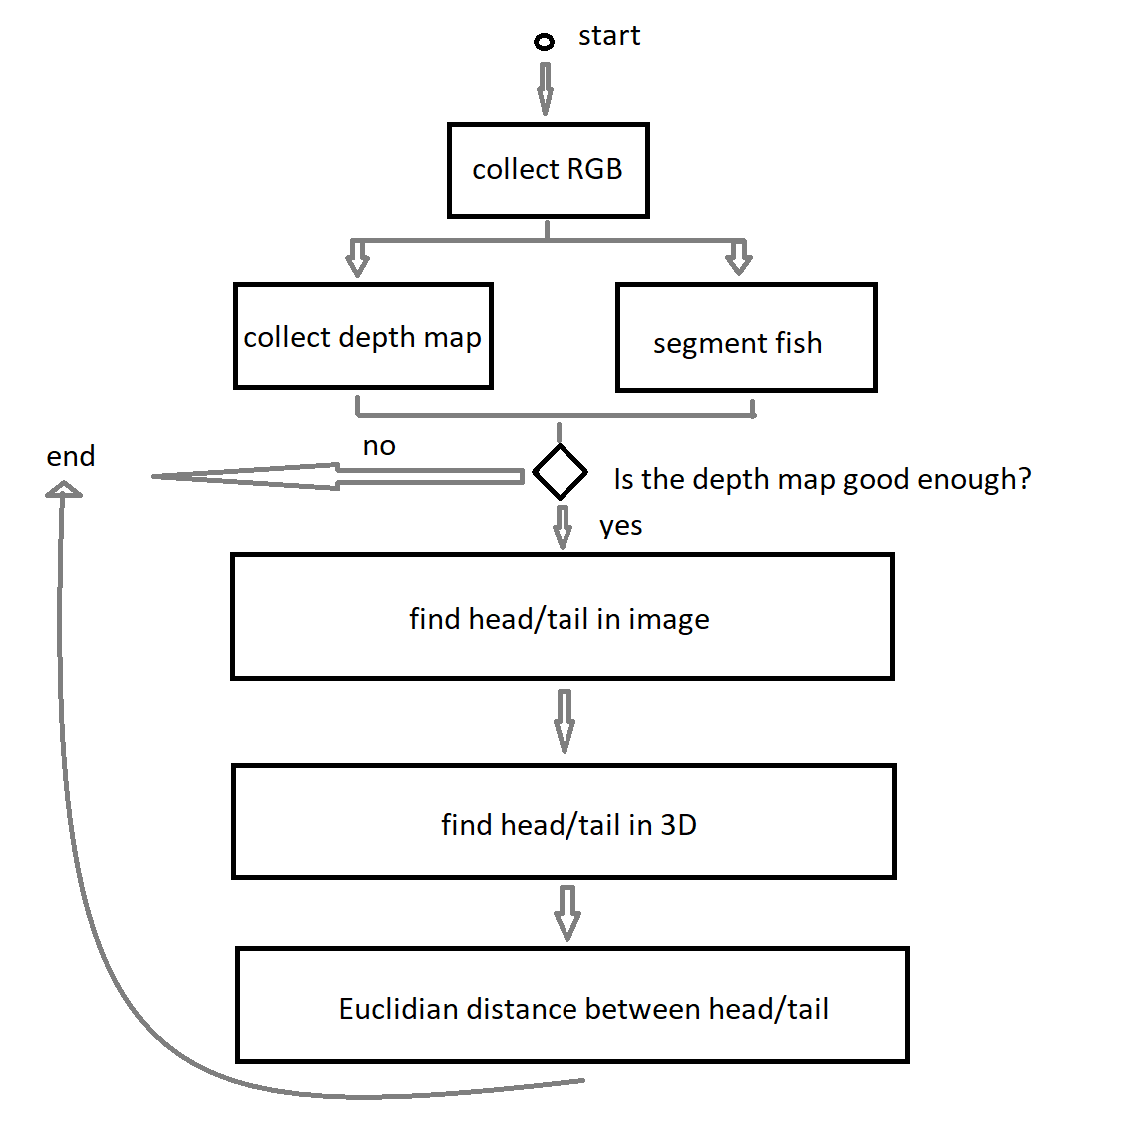 start
collect RGB
collect depth map
segment fish
no
end
Is the depth map good enough?
yes
find head/tail in image
find head/tail in 3D
Euclidian distance between head/tail